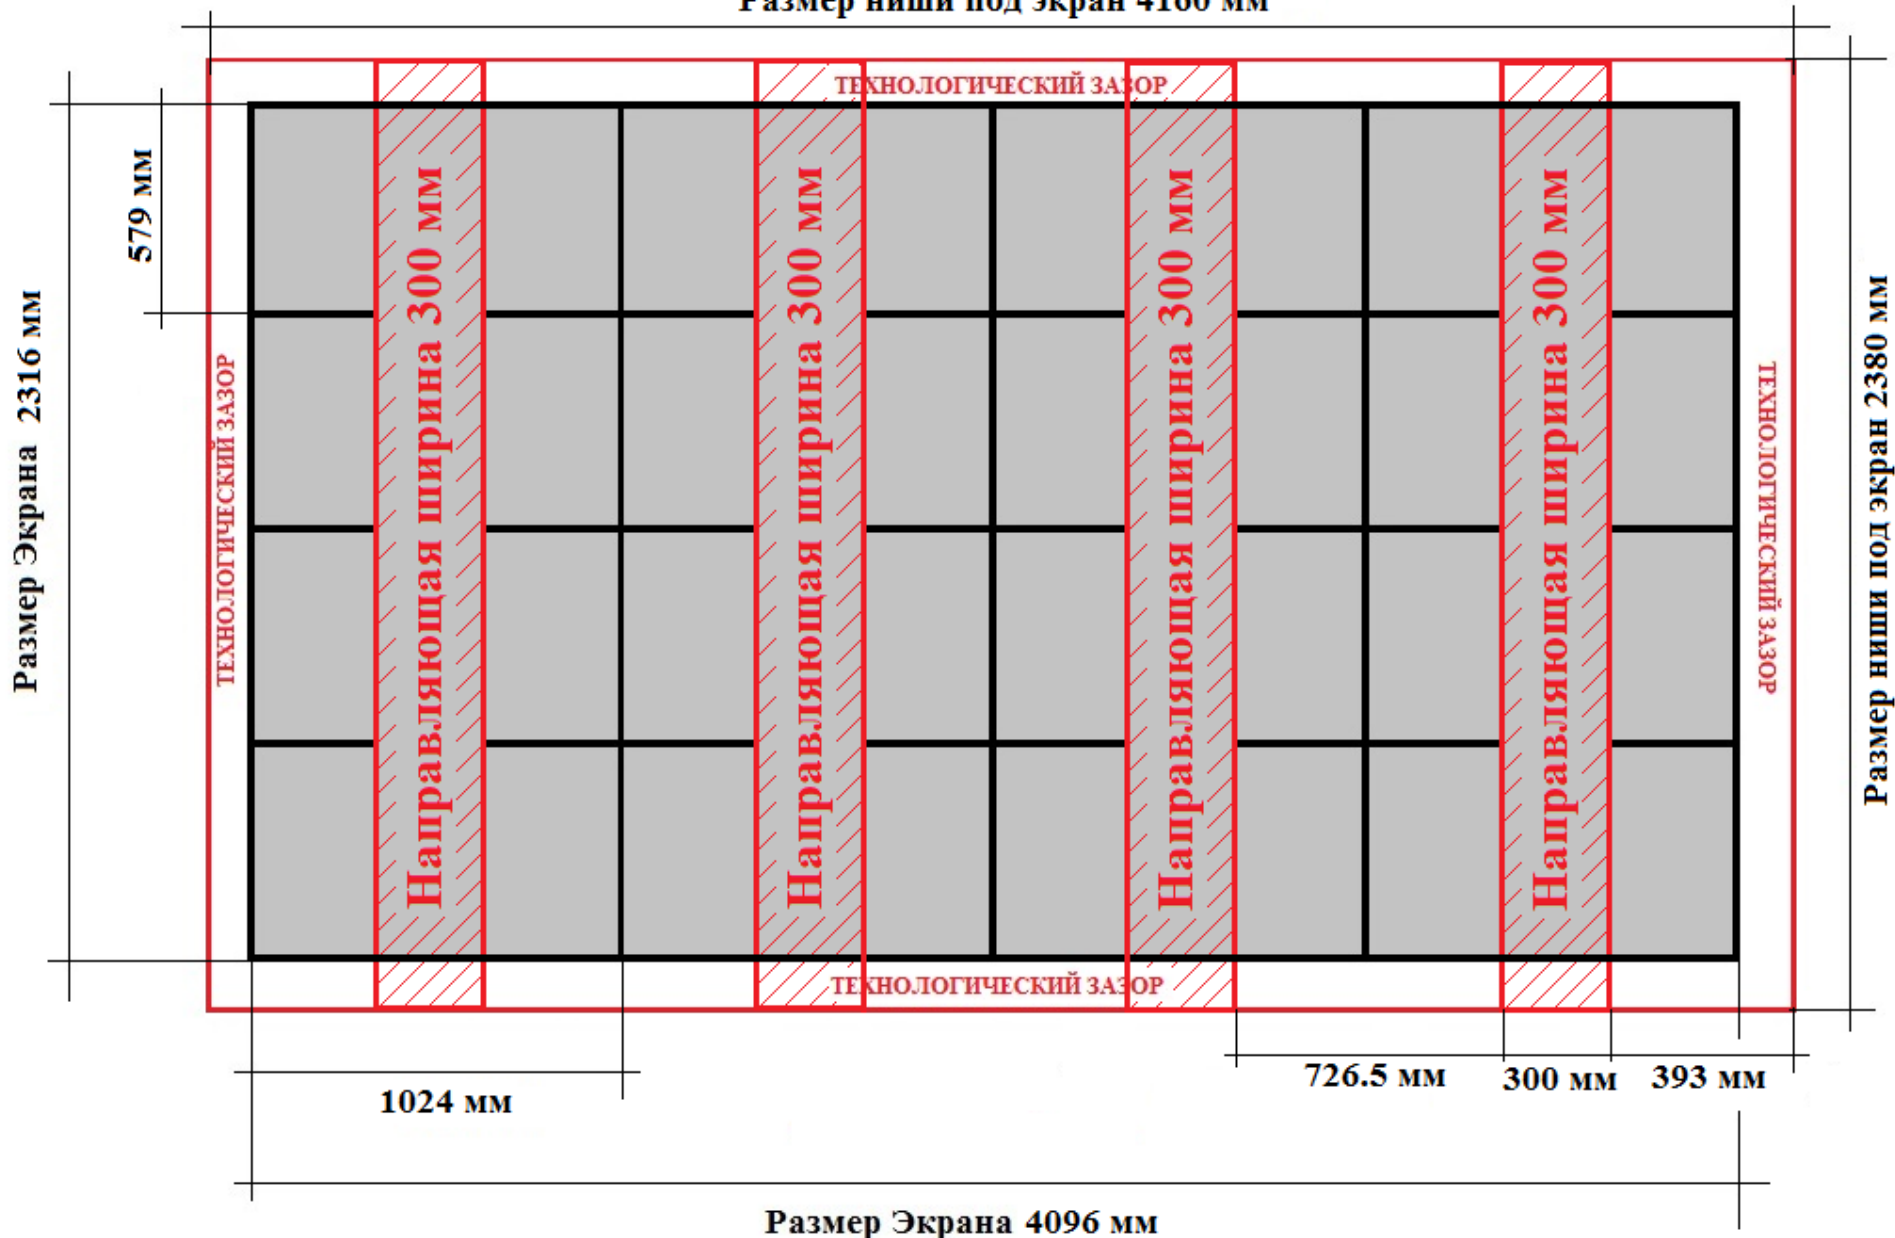 Размер ниши под экран 4160 мм
ТЕХНОЛОГИЧЕСКИЙ ЗАЗОР
579 мм
Размер Экрана 2316 мм
ТЕХНОЛОГИЧЕСКИЙ ЗАЗОР
Направляющая ширина 300 мм
Направляющая ширина 300 мм
Направляющая ширина 300 мм
Направляющая ширина 300 мм
ТЕХНОЛОГИЧЕСКИЙ ЗАЗОР
Размер ниши под экран 2380 мм
ТЕХНОЛОГИЧЕСКИЙ ЗАЗОР
726.5 мм
300 мм
393 мм
1024 мм
Размер Экрана 4096 мм